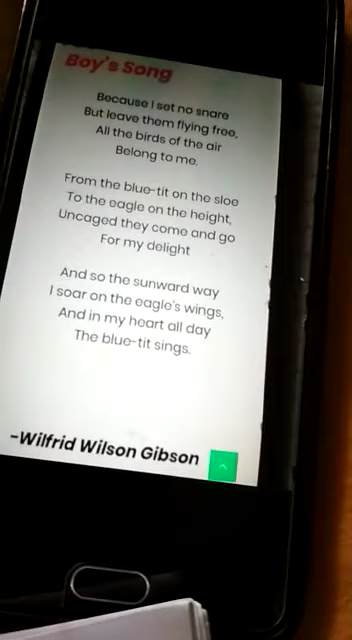 Boy's Song
Because I set no snare
But leave them flying free,
All the birds of the air
Belong to me.
From the blue-tit on the sloe
To the eagle on the height,
Uncaged they come and go
For my delight
And so the sunward way
I soar on the eagle's wings,
And in my heart all day
The blue-tit sings.
-Wilfrid Wilson Gibson